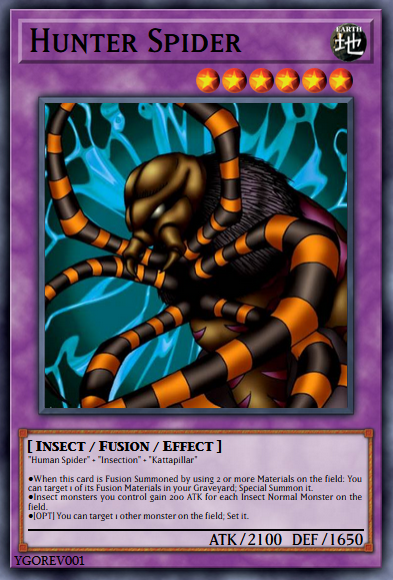 HUNTER SPIDER
EARTH
地
[ INSECT / FUSION / EFFECT ]
"Human Spider" + "Insection" + "Kattapillar"
●When this card is Fusion Summoned by using 2 or more Materials on the field: You
can target 1 of its Fusion Materials in your Graveyard; Special Summon it.
●Insect monsters you control gain 200 ATK for each Insect Normal Monster on the
field.
●[OPT] You can target 1 other monster on the field; Set it.
ATK/2100 DEF/1650
YGOREV001